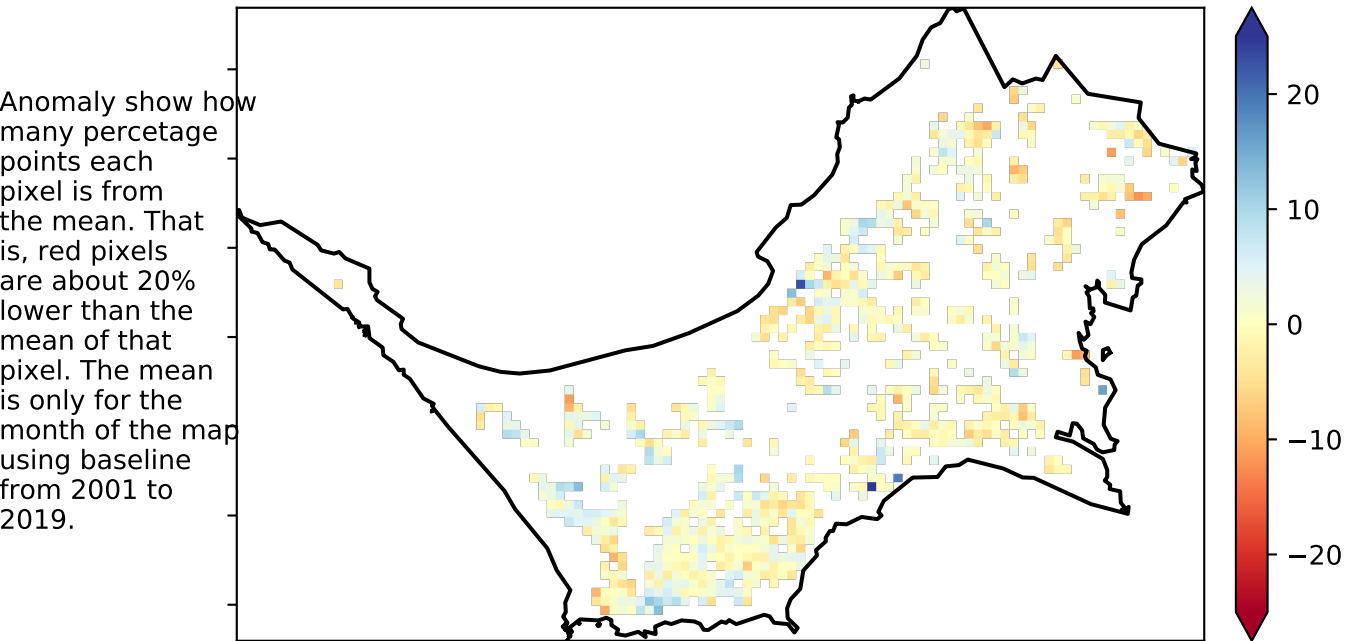 Anomaly show how
many percetage
points each
pixel is from
the mean. That
is, red pixels
are about 20%
lower than the
mean of that
pixel. The mean
is only for the
month of the map
using baseline
from 2001 to
2019.
20
10
0
−10
−20